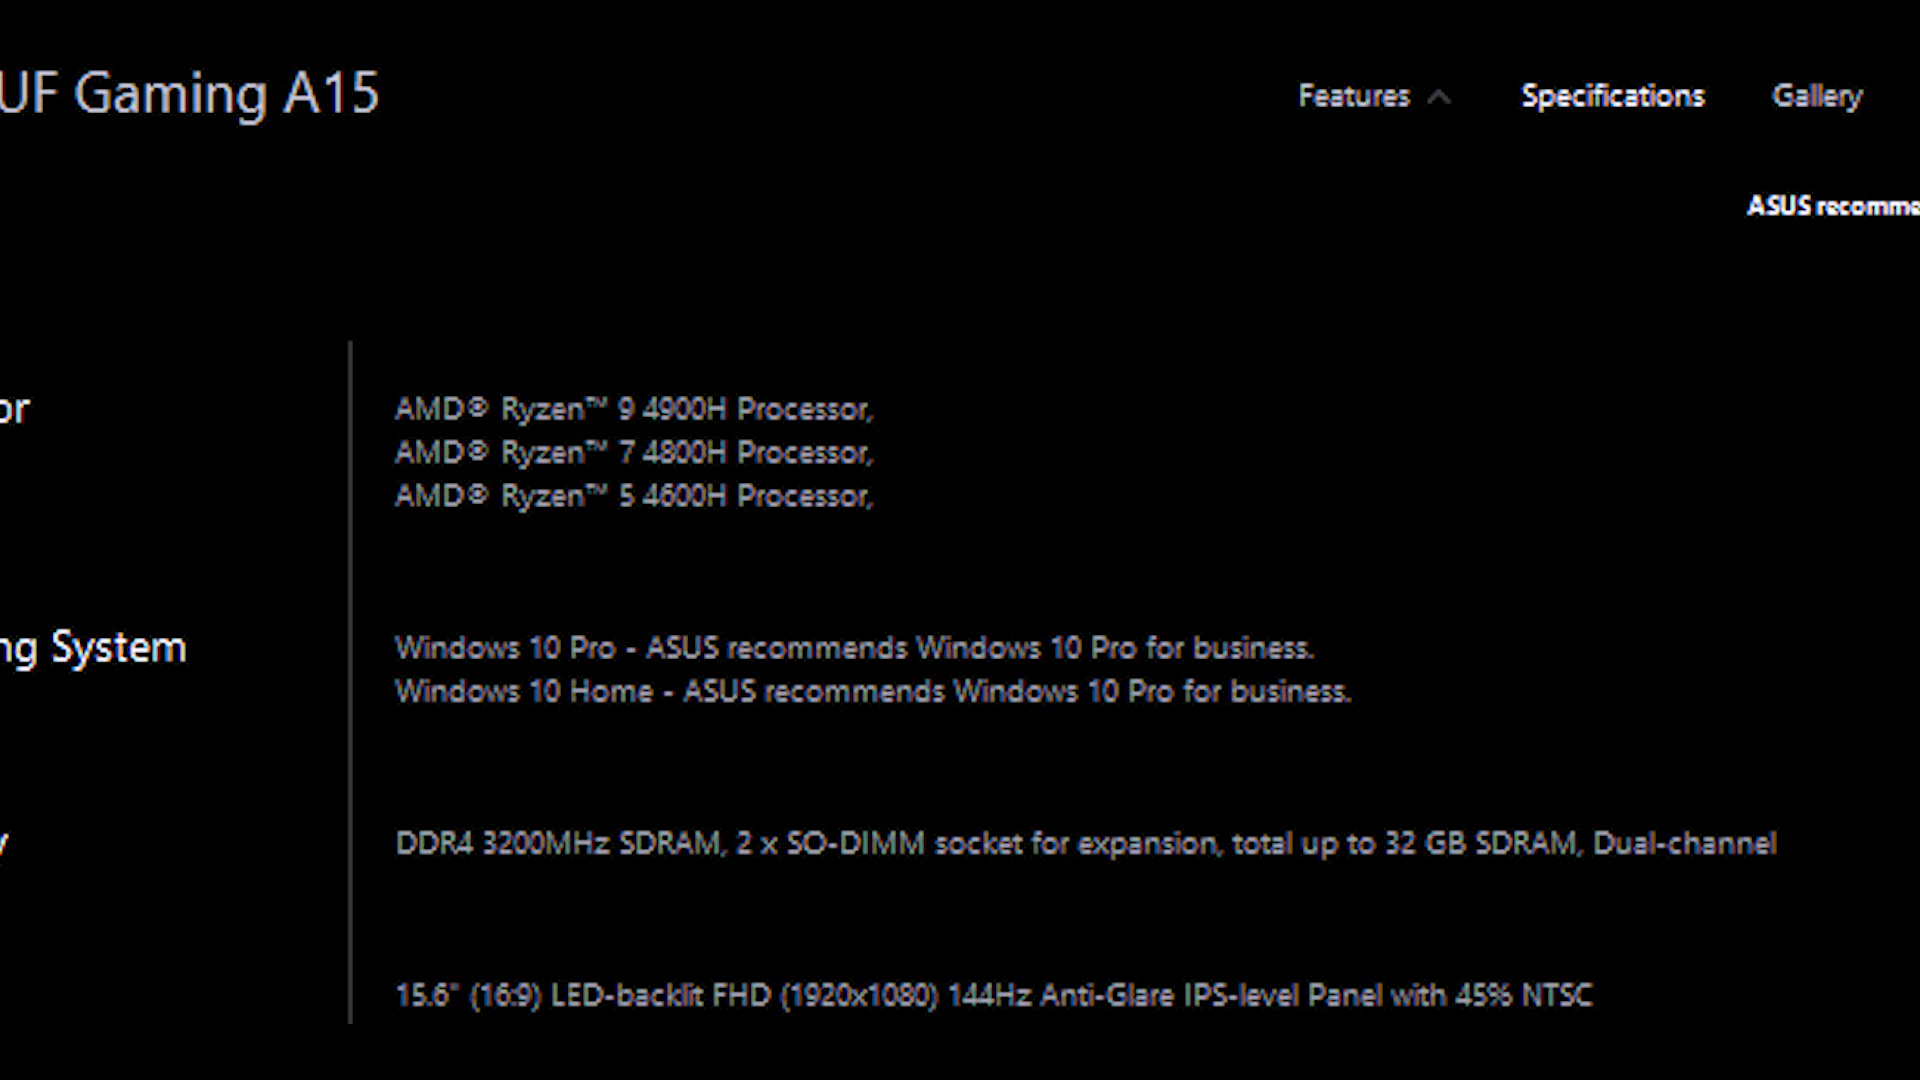 UF Gaming A15
Features Specifications Gallery
ASUS recomme
or
AMD® Ryzen™ 9 4900H Processor,
AMD® Ryzen™ 7 4800H Processor,
AMD® Ryzen™ 5 4600H Processor,
ng System
Windows 10 Pro - ASUS recommends Windows 10 Pro for business.
Windows 10 Home - ASUS recommends Windows 10 Pro for business.
y
DDR4 3200MHz SDRAM, 2 x SO-DIMM socket for expansion, total up to 32 GB SDRAM, Dual-channel
15.6" (16:9) LED-backlit FHD (1920x1080) 144Hz Anti-Glare IPS-level Panel with 45% NTSC